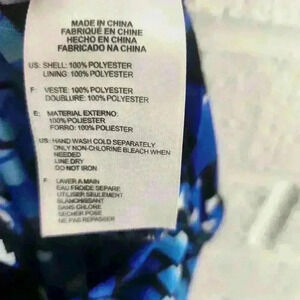 MADE IN CHINA
FABRIQUÉ EN CHINE
HECHO EN CHINA
FABRICADO NA CHINA
US: SHELL: 100% POLYESTER
LINING: 100% POLYESTER
F: VESTE: 100% POLYESTER
DOUBLURE: 100% POLYESTER
E: MATERIAL EXTERNO:
100% POLIÉSTER
FORRO: 100% POLIÉSTER
US: HAND WASH COLD SEPARATELY
ONLY NON-CHLORINE BLEACH WHEN
NEEDED
LINE DRY
DO NOT IRON
F: LAVER A MAIN
EAU FROIDE SEPARE
UTILISER SEULEMENT
BLANCHISSANT
SANS CHLORE
SECHER POSE
NE PAS REPASSER